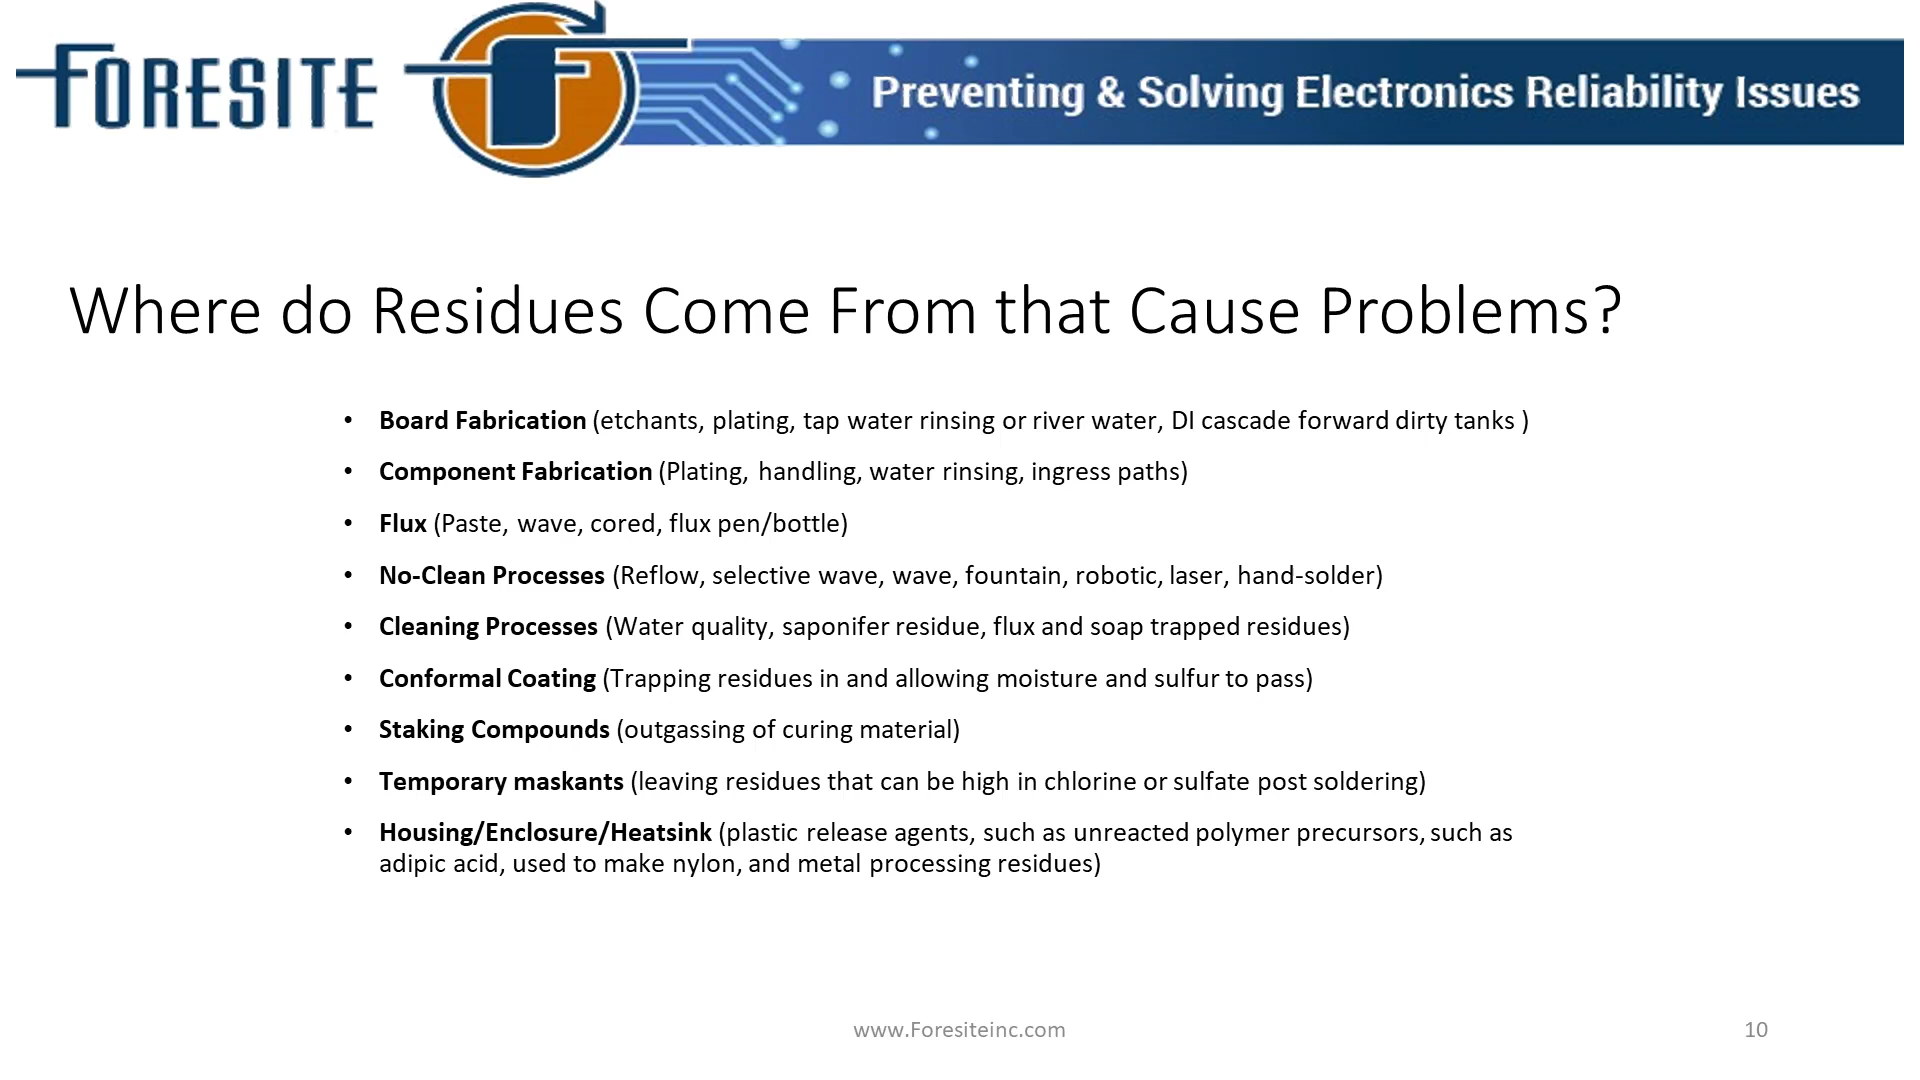 FORESITE
Preventing & Solving Electronics Reliability Issues
Where do Residues Come From that Cause Problems?
• Board Fabrication (etchants, plating, tap water rinsing or river water, DI cascade forward dirty tanks )
• Component Fabrication (Plating, handling, water rinsing, ingress paths)
• Flux (Paste, wave, cored, flux pen/bottle)
• No-Clean Processes (Reflow, selective wave, wave, fountain, robotic, laser, hand-solder)
• Cleaning Processes (Water quality, saponifer residue, flux and soap trapped residues)
• Conformal Coating (Trapping residues in and allowing moisture and sulfur to pass)
• Staking Compounds (outgassing of curing material)
• Temporary maskants (leaving residues that can be high in chlorine or sulfate post soldering)
• Housing/Enclosure/Heatsink (plastic release agents, such as unreacted polymer precursors, such as
adipic acid, used to make nylon, and metal processing residues)
www.Foresiteinc.com
10